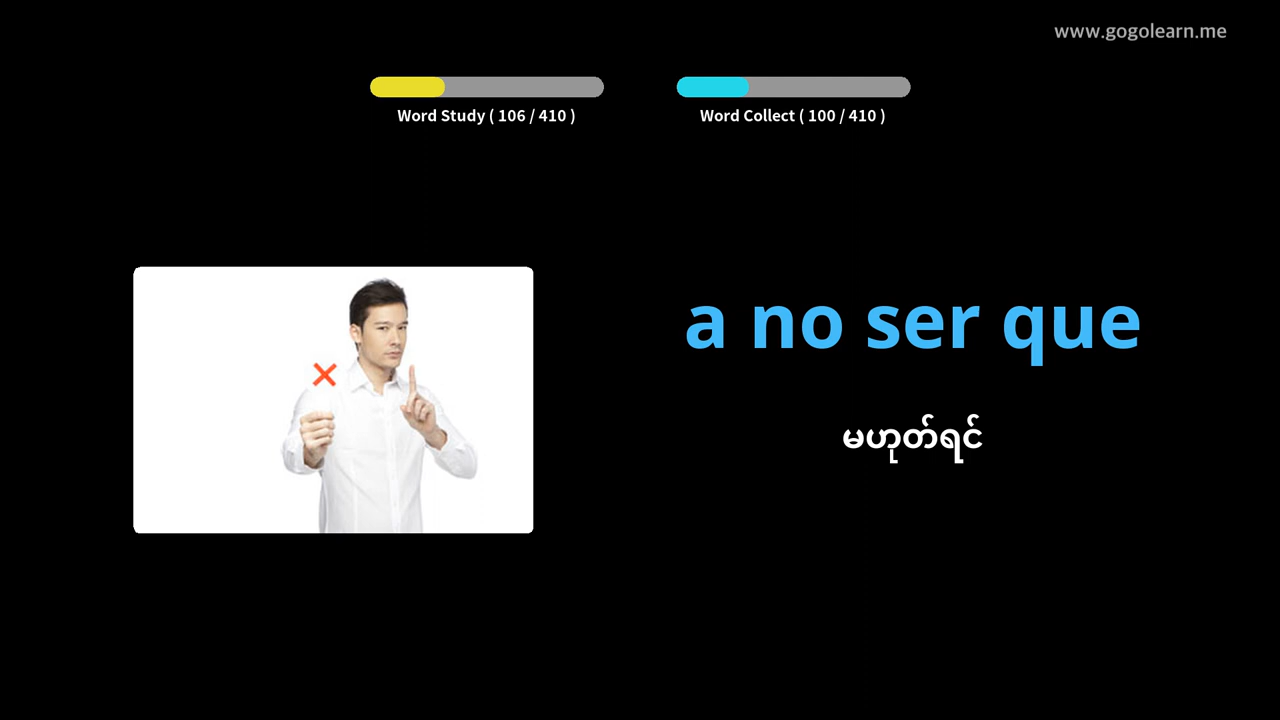 www.gogolearn.me
Word Study ( 106 / 410 )
Word Collect ( 100 / 410 )
a no ser que
မဟုတ်ရင်